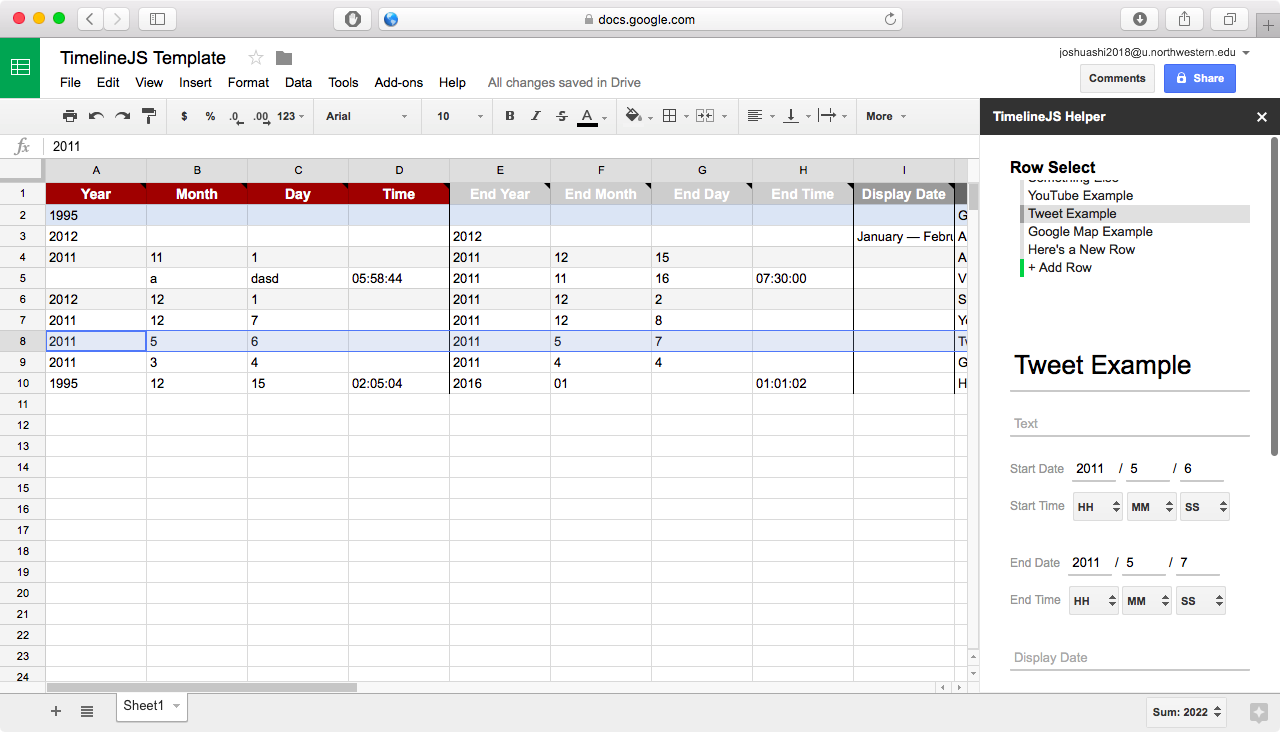 docs.google.com
TimelineJS Template
joshuashi2018@u.northwestern.edu
File Edit View Insert Format Data Tools Add-ons Help All changes saved in Drive
Comments Share
$ % .0 .00 123 Arial 10 B I S A More
TimelineJS Helper
fx 2011
A B C D E F G H I
1 Year Month Day Time End Year End Month End Day End Time Display Date
2 1995 G
3 2012 2012 January — Febru A
4 2011 11 1 2011 12 15 A
5 a dasd 05:58:44 2011 11 16 07:30:00 V
6 2012 12 1 2011 12 2 S
7 2011 12 7 2011 12 8 Yo
8 2011 5 6 2011 5 7 Tw
9 2011 3 4 2011 4 4 G
10 1995 12 15 02:05:04 2016 01 01:01:02 H
11
12
13
14
15
16
17
18
19
20
21
22
23
24
Row Select
Something Else
YouTube Example
Tweet Example
Google Map Example
Here's a New Row
+ Add Row
Tweet Example
Text
Start Date 2011 / 5 / 6
Start Time HH MM SS
End Date 2011 / 5 / 7
End Time HH MM SS
Display Date
Sheet1
Sum: 2022